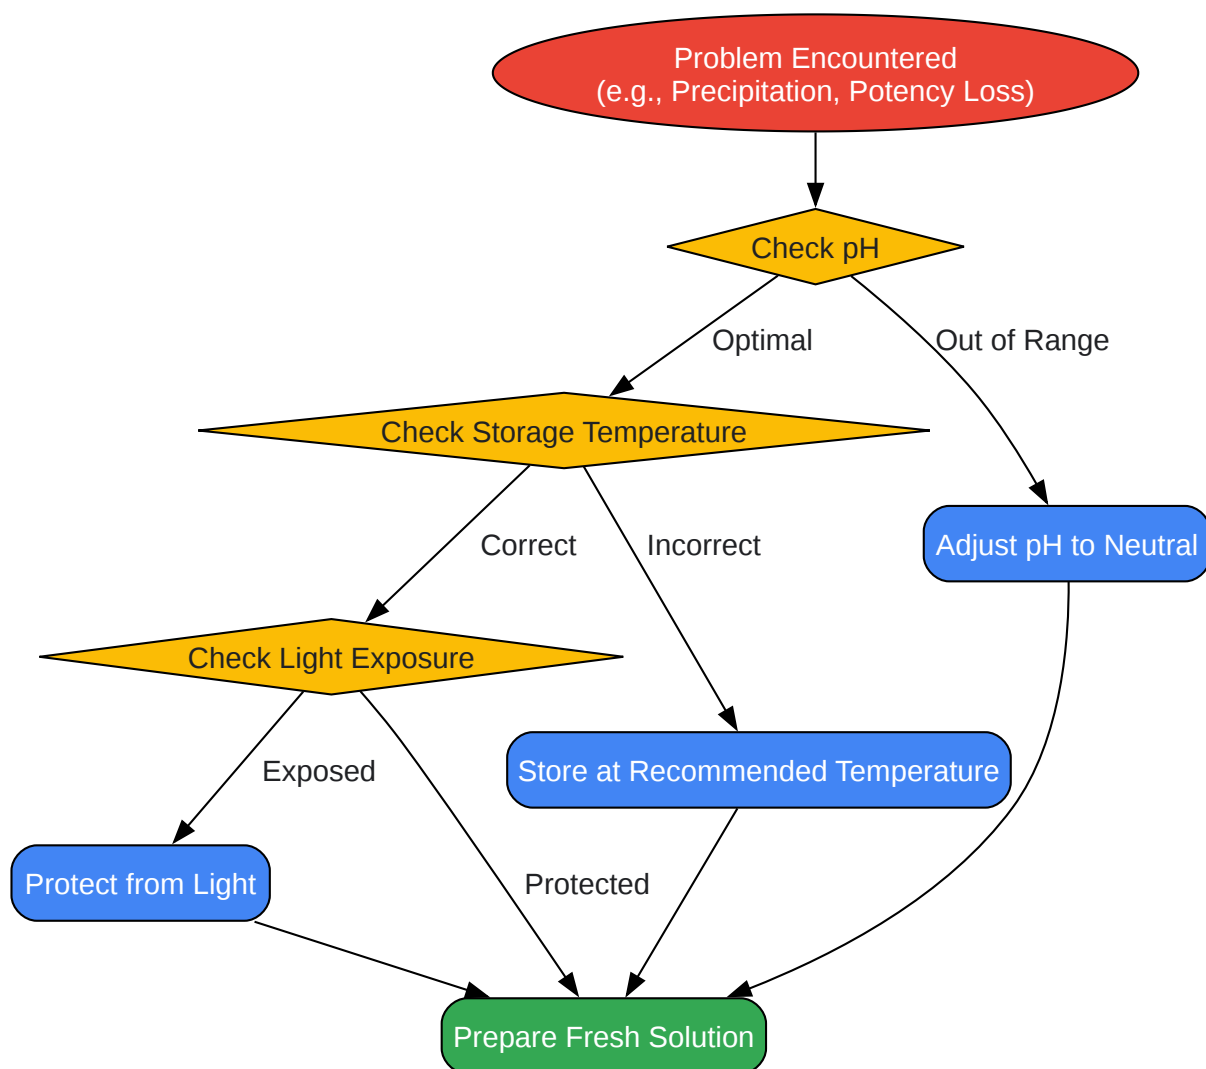 Problem Encountered
(e.g., Precipitation, Potency Loss)
Check pH
Optimal
Out of Range
Check Storage Temperature
Correct
Incorrect
Adjust pH to Neutral
Check Light Exposure
Exposed
Store at Recommended Temperature
Protect from Light
Protected
Prepare Fresh Solution